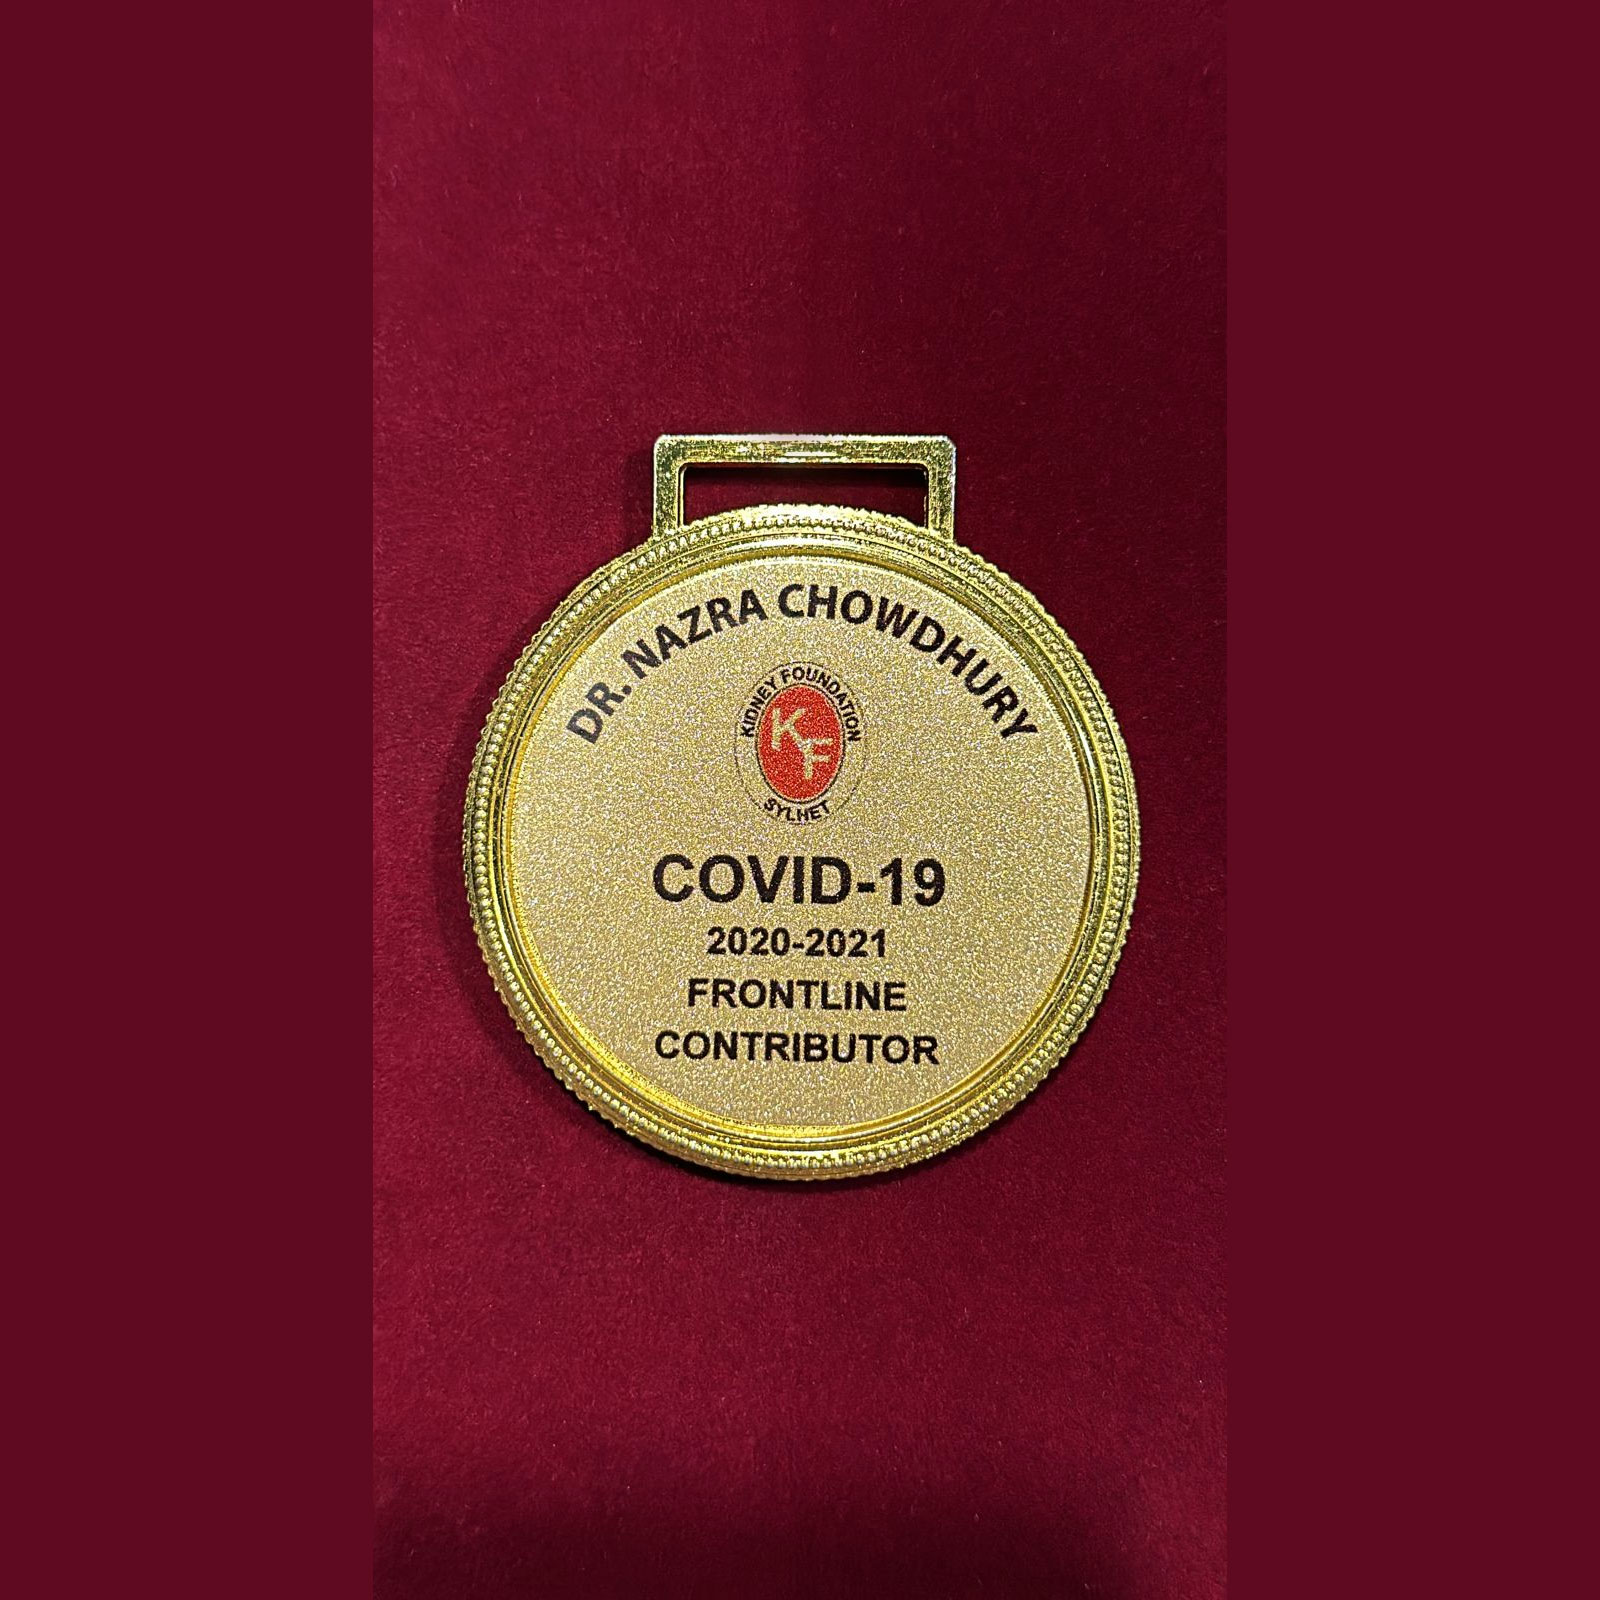 DR. NAZRA CHOWDHURY
KIDNEY FOUNDATION
KF
SYLHET
COVID-19
2020-2021
FRONTLINE
CONTRIBUTOR